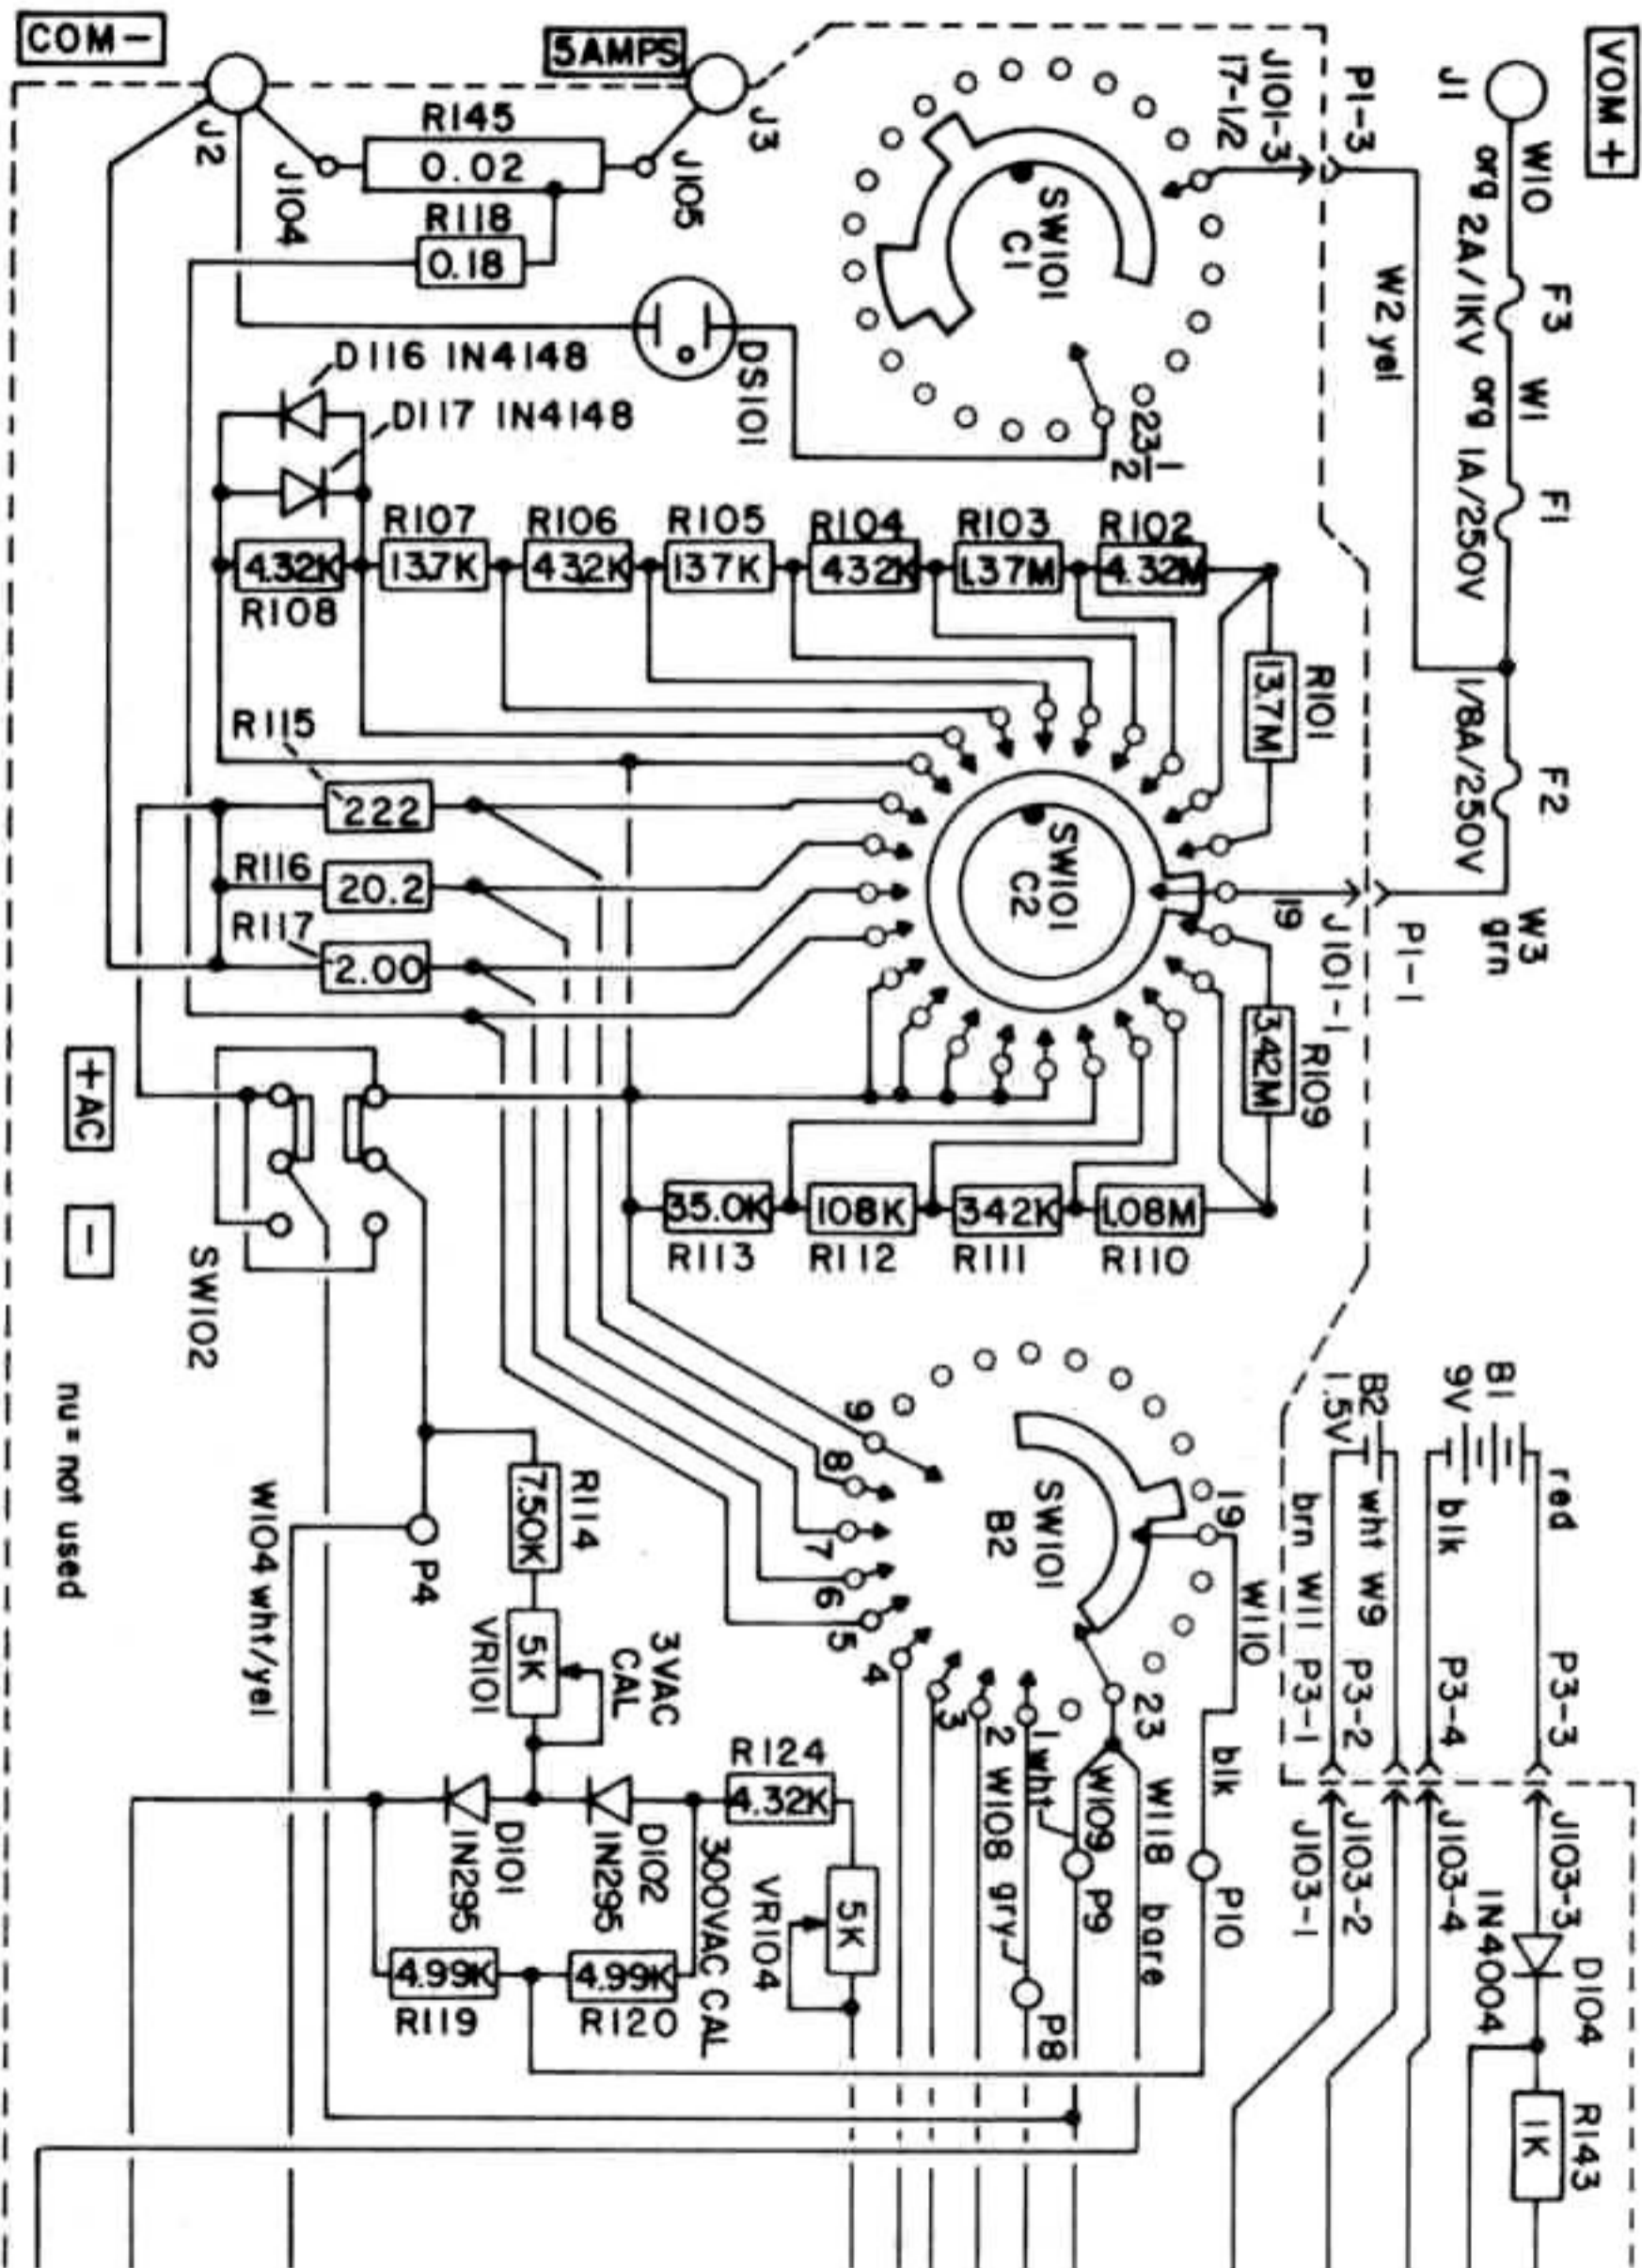 COM-
5AMPS
VOM +
J1
J2
J3
R145
0.02
J104
J105
R118
0.18
DS101
D116 IN4148
D117 IN4148
SW101
C1
23 1/2
J101-3
17-1/2
P1-3
W2 yel
W10
org 2A/1KV
F3
W1
org 1A/250V
F1
1/8A/250V
F2
W3
grn
R107
13.7K
R106
43.2K
R105
137K
R104
432K
R103
1.37M
R102
4.32M
4.32K
R108
R101
13.7M
R115
222
R116
20.2
R117
2.00
SW101
C2
19
J101-1
P1-1
R109
3.42M
35.0K
R113
108K
R112
342K
R111
1.08M
R110
+AC
-
SW102
nu = not used
W104 wht/yel
P4
R114
7.50K
5K
VR101
3VAC
CAL
SW101
B2
9
8
7
6
5
4
3
2
1
19
23
W110
blk
P10
W118 bare
W109
wht
P9
W108 gry
P8
B1
9V
B2
1.5V
red
blk
wht W9
brn W11
P3-3
P3-4
P3-2
P3-1
J103-3
J103-4
J103-2
J103-1
D104
IN4004
R143
1K
R124
4.32K
5K
VR104
300VAC CAL
D101
IN295
D102
IN295
4.99K
R119
4.99K
R120